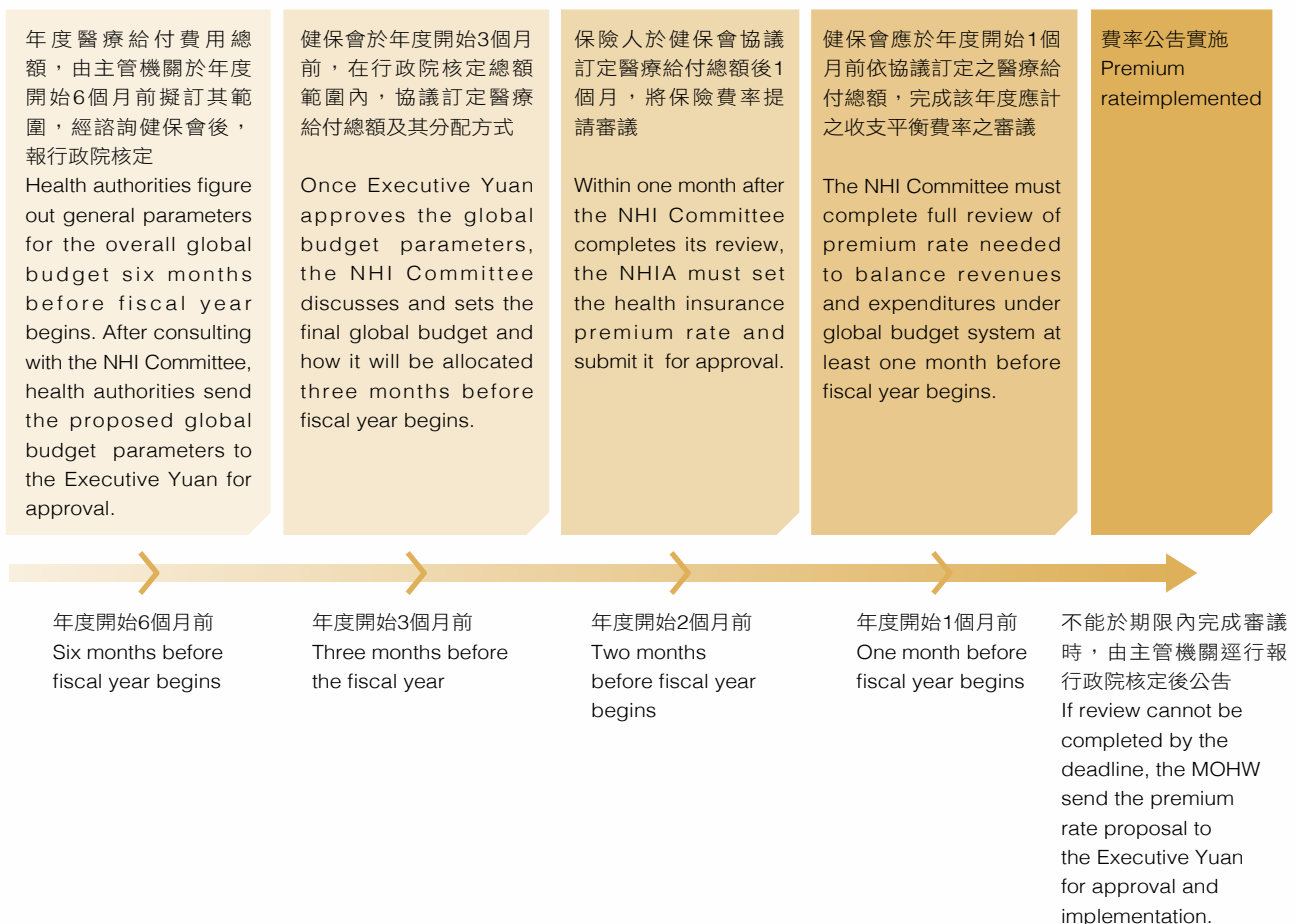 年度醫療給付費用總
額，由主管機關於年度
開始6個月前擬訂其範
圍，經諮詢健保會後，
報行政院核定
Health authorities figure
out general parameters
for the overall global
budget six months
before fiscal year
begins. After consulting
with the NHI Committee,
health authorities send
the proposed global
budget parameters to
the Executive Yuan for
approval.
健保會於年度開始3個月
前，在行政院核定總額
範圍內，協議訂定醫療
給付總額及其分配方式
Once Executive Yuan
approves the global
budget parameters,
the NHI Committee
discusses and sets the
final global budget and
how it will be allocated
three months before
fiscal year begins.
保險人於健保會協議
訂定醫療給付總額後1
個月，將保險費率提
請審議
Within one month after
the NHI Committee
completes its review,
the NHIA must set
the health insurance
premium rate and
submit it for approval.
健保會應於年度開始1個
月前依協議訂定之醫療給
付總額，完成該年度應計
之收支平衡費率之審議
The NHI Committee must
complete full review of
premium rate needed
to balance revenues
and expenditures under
global budget system at
least one month before
fiscal year begins.
費率公告實施
Premium
rateimplemented
年度開始6個月前
Six months before
fiscal year begins
年度開始3個月前
Three months before
the fiscal year
年度開始2個月前
Two months
before fiscal year
begins
年度開始1個月前
One month before
fiscal year begins
不能於期限內完成審議
時，由主管機關逕行報
行政院核定後公告
If review cannot be
completed by the
deadline, the MOHW
send the premium
rate proposal to
the Executive Yuan
for approval and
implementation.